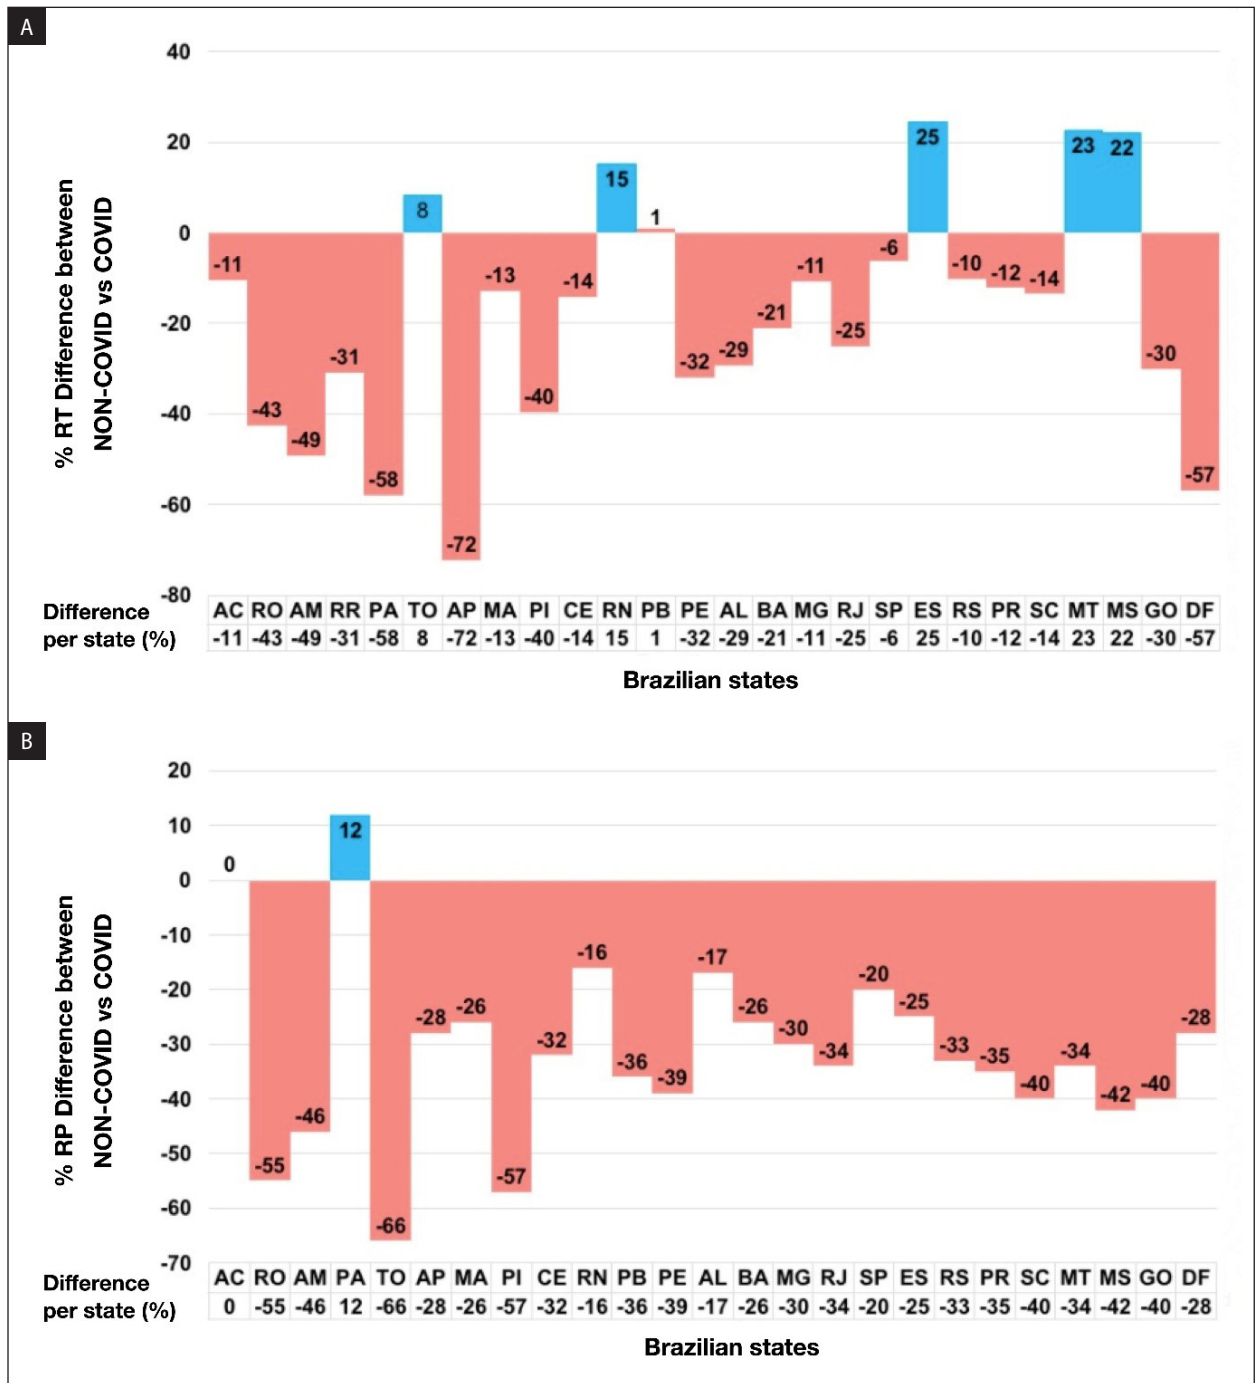 A
40
20
0
-20
-40
-60
-80
% RT Difference between
NON-COVID vs COVID
-11 -43 -49 -31 -58 8 -72 -13 -40 -14 15 1 -32 -29 -21 -11 -25 -6 25 -10 -12 -14 23 22 -30 -57
AC RO AM RR PA TO AP MA PI CE RN PB PE AL BA MG RJ SP ES RS PR SC MT MS GO DF
Difference
per state (%)
-11 -43 -49 -31 -58 8 -72 -13 -40 -14 15 1 -32 -29 -21 -11 -25 -6 25 -10 -12 -14 23 22 -30 -57
Brazilian states
B
20
10
0
-10
-20
-30
-40
-50
-60
-70
% RP Difference between
NON-COVID vs COVID
0 -55 -46 12 -66 -28 -26 -57 -32 -16 -36 -39 -17 -26 -30 -34 -20 -25 -33 -35 -40 -34 -42 -40 -28
AC RO AM PA TO AP MA PI CE RN PB PE AL BA MG RJ SP ES RS PR SC MT MS GO DF
Difference
per state (%)
0 -55 -46 12 -66 -28 -26 -57 -32 -16 -36 -39 -17 -26 -30 -34 -20 -25 -33 -35 -40 -34 -42 -40 -28
Brazilian states